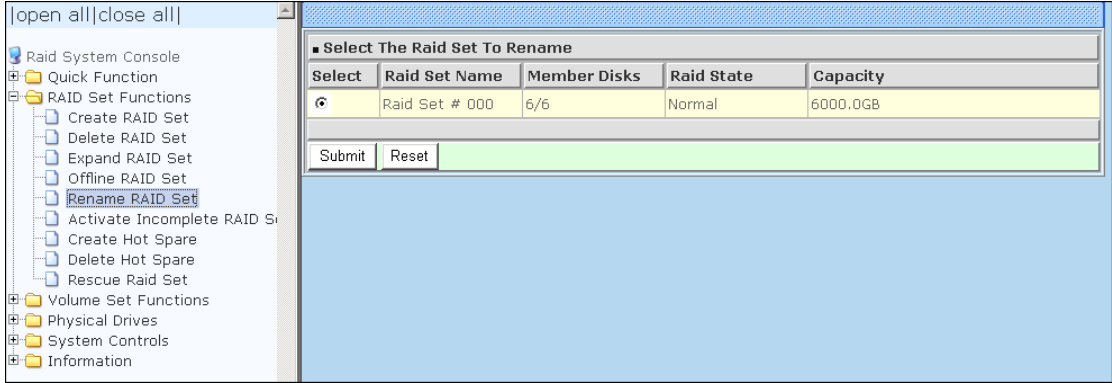 |open all|close all|
Raid System Console
Quick Function
RAID Set Functions
Create RAID Set
Delete RAID Set
Expand RAID Set
Offline RAID Set
Rename RAID Set
Activate Incomplete RAID
Create Hot Spare
Delete Hot Spare
Rescue Raid Set
Volume Set Functions
Physical Drives
System Controls
Information
Select The Raid Set To Rename
Select Raid Set Name Member Disks Raid State Capacity
Raid Set # 000 6/6 Normal 6000.0GB
Submit Reset